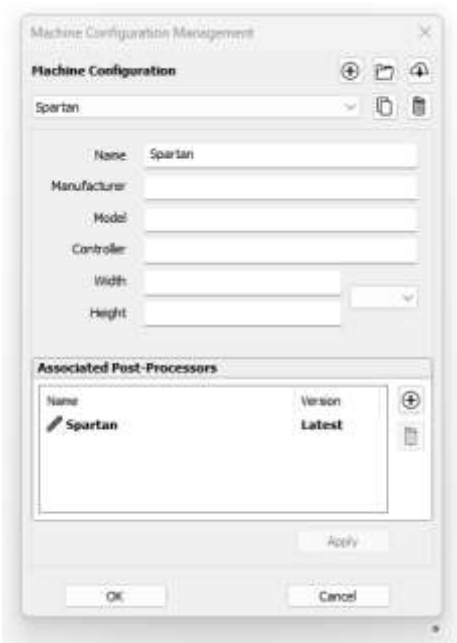 Machine Configuration Management
Machine Configuration
Spartan
Name Spartan
Manufacturer
Model
Controller
Width
Height
Associated Post-Processors
Name Version
Spartan Latest
Apply
OK Cancel